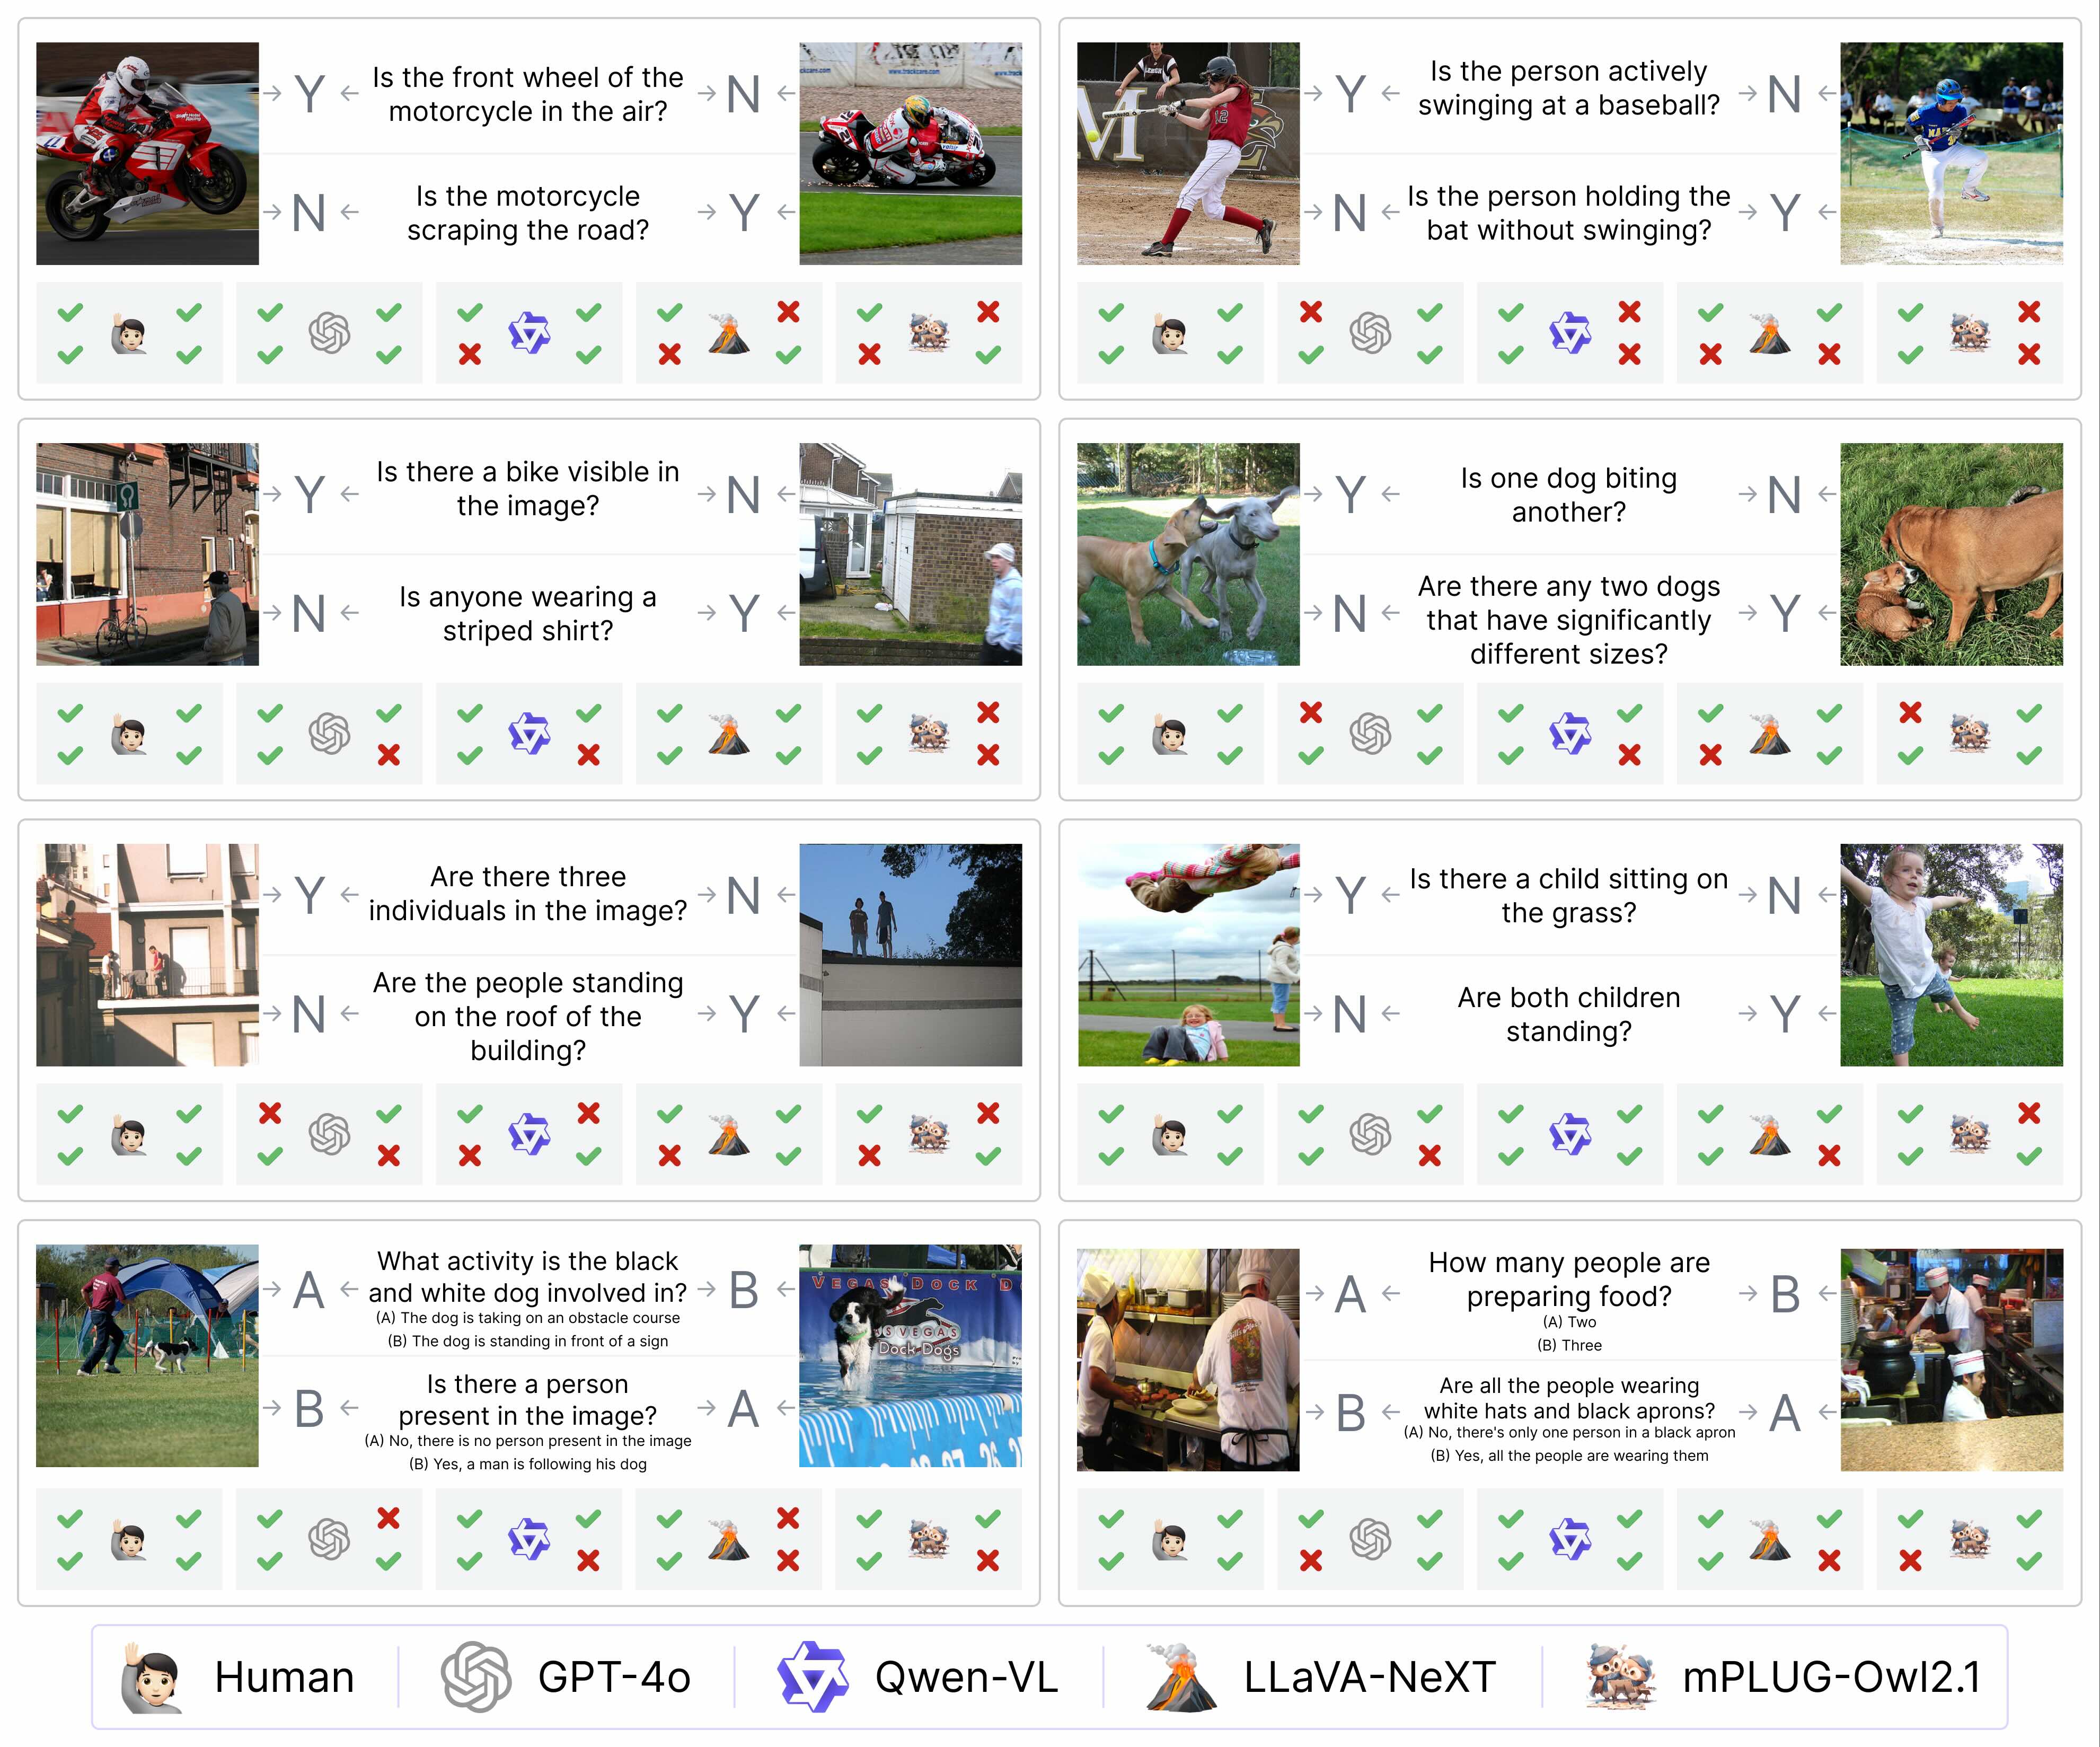 Y
Is the front wheel of the
motorcycle in the air?
N
N
Is the motorcycle
scraping the road?
Y
Y
Is the person actively
swinging at a baseball?
N
N
Is the person holding the
bat without swinging?
Y
12
Y
Is there a bike visible in
the image?
N
N
Is anyone wearing a
striped shirt?
Y
Y
Is one dog biting
another?
N
N
Are there any two dogs
that have significantly
different sizes?
Y
Y
Are there three
individuals in the image?
N
N
Are the people standing
on the roof of the
building?
Y
Y
Is there a child sitting on
the grass?
N
N
Are both children
standing?
Y
A
What activity is the black
and white dog involved in?
(A) The dog is taking on an obstacle course
(B) The dog is standing in front of a sign
B
B
Is there a person
present in the image?
(A) No, there is no person present in the image
(B) Yes, a man is following his dog
A
VEGAS DOCK D
S VEGAS
Dock Dogs
A
How many people are
preparing food?
(A) Two
(B) Three
B
B
Are all the people wearing
white hats and black aprons?
(A) No, there's only one person in a black apron
(B) Yes, all the people are wearing them
A
Human
GPT-4o
Qwen-VL
LLaVA-NeXT
mPLUG-Owl2.1